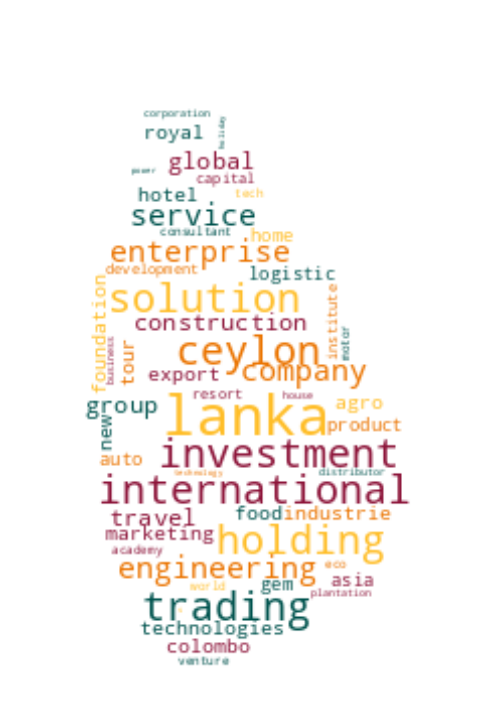 corporation
holiday
royal
global
power
capital
hotel
tech
service
consultant
home
enterprise
development
logistic
foundation
solution
institute
construction
motor
business
tour
ceylon
company
export
resort
house
group
lanka
agro
new
product
investment
auto
technology
distributor
international
travel
food
industrie
marketing
holding
academy
engineering
eco
world
gem
asia
plantation
trading
technologies
colombo
venture